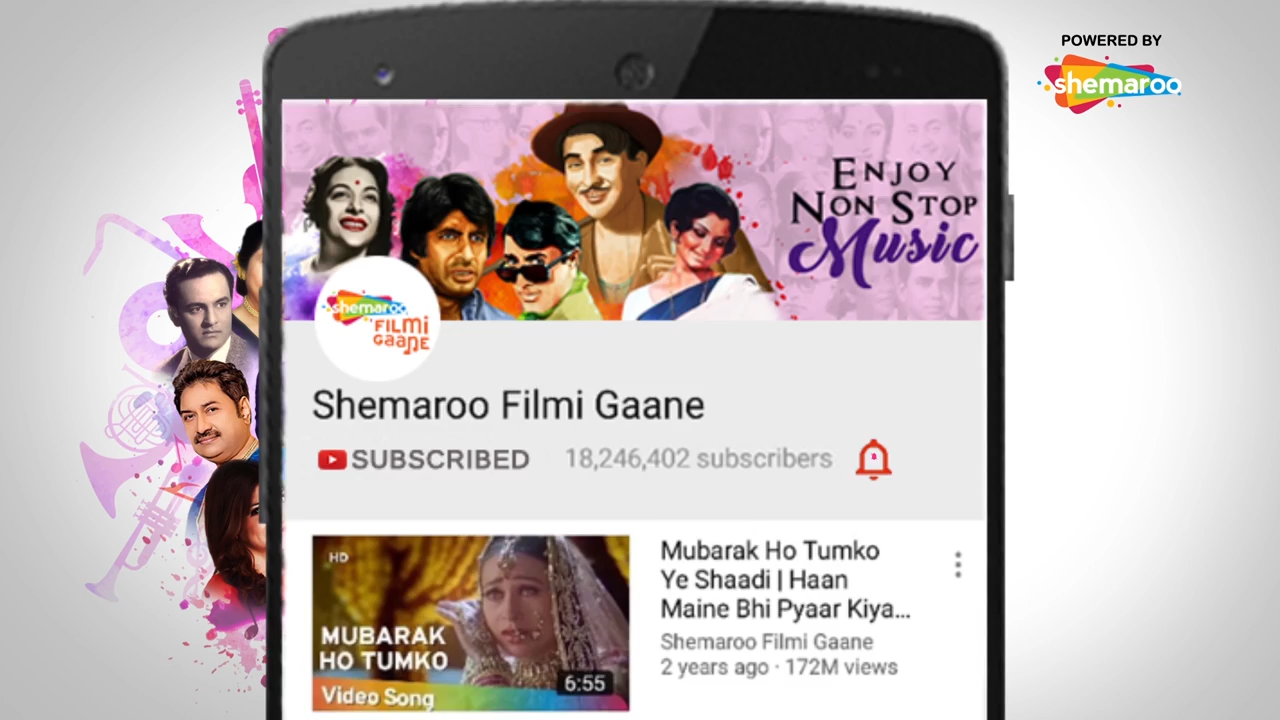 POWERED BY
shemaroo
ENJOY
NON STOP
Music
shemaroo
FILMI
GAANE
Shemaroo Filmi Gaane
SUBSCRIBED
18,246,402 subscribers
HD
MUBARAK
HO TUMKO
Video Song
6:55
Mubarak Ho Tumko
Ye Shaadi | Haan
Maine Bhi Pyaar Kiya...
Shemaroo Filmi Gaane
2 years ago · 172M views